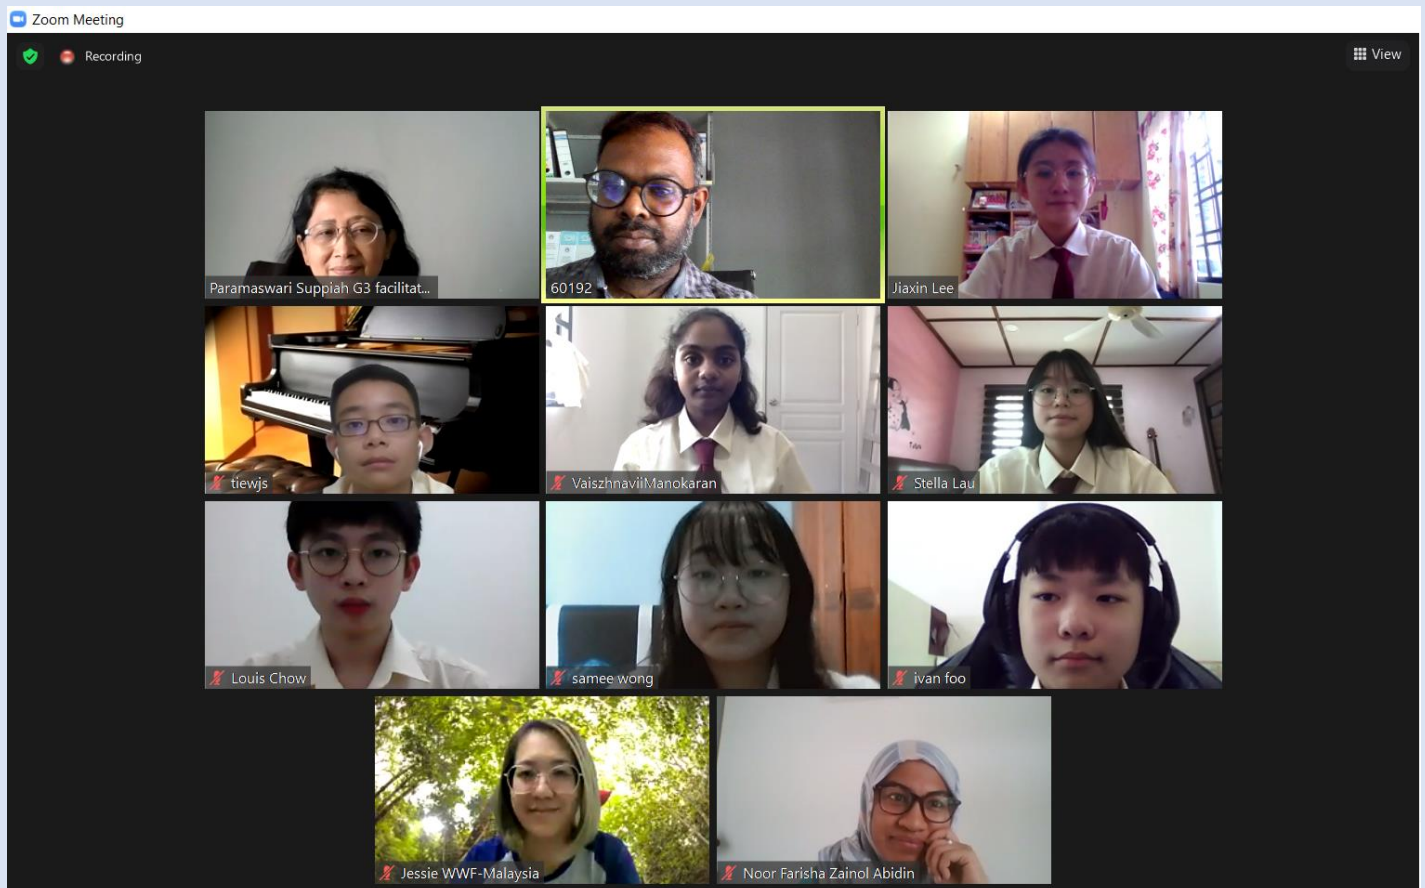 Zoom Meeting
Recording
View
Paramaswari Suppiah G3 facilitat...
60192
Jiaxin Lee
tiewjs
VaiszhnaviiManokaran
Stella Lau
Louis Chow
samee wong
ivan foo
Jessie WWF-Malaysia
Noor Farisha Zainol Abidin